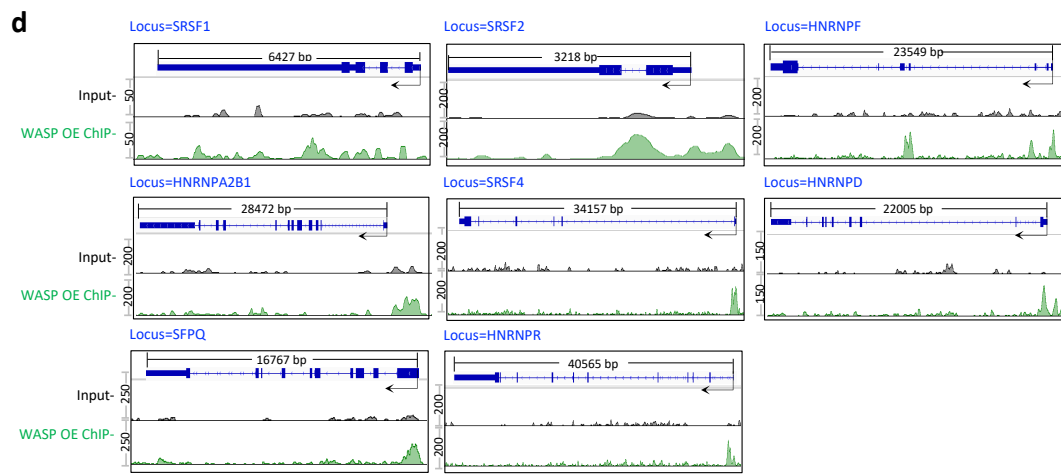 d
Locus=SRSF1
Locus=SRSF2
Locus=HNRNPF
6427 bp
3218 bp
23549 bp
Input-
50
200
200
WASP OE ChIP-
50
200
200
Locus=HNRNPA2B1
Locus=SRSF4
Locus=HNRNPD
28472 bp
34157 bp
22005 bp
Input-
200
200
150
WASP OE ChIP-
200
200
150
Locus=SFPQ
Locus=HNRNPR
16767 bp
40565 bp
Input-
250
200
WASP OE ChIP-
250
200